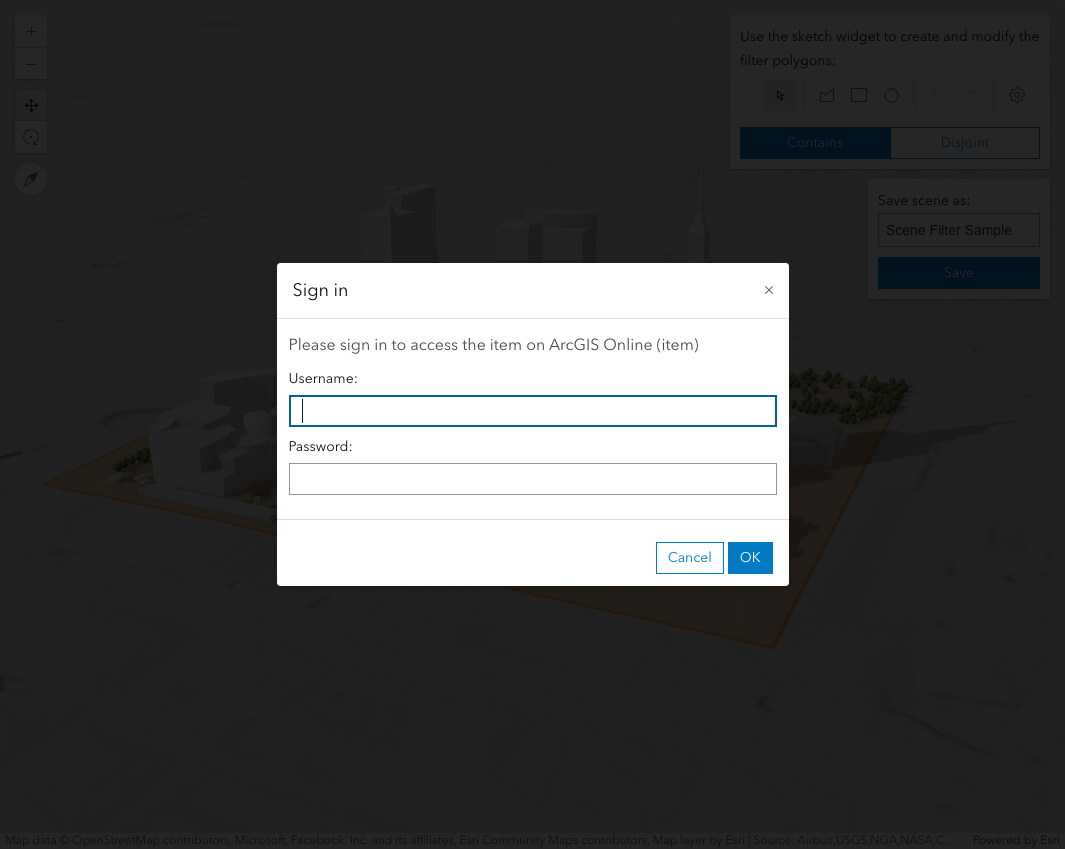 Use the sketch widget to create and modify the
filter polygons:
Contains
Disjoint
Save scene as:
Scene Filter Sample
Save
Sign in
Please sign in to access the item on ArcGIS Online (item)
Username:
Password:
Cancel
OK
Map data © OpenStreetMap contributors, Microsoft, Facebook, Inc. and its affiliates, Esri Community Maps contributors, Map layer by Esri | Source: Airbus,USGS,NGA,NASA,C... Powered by Esri